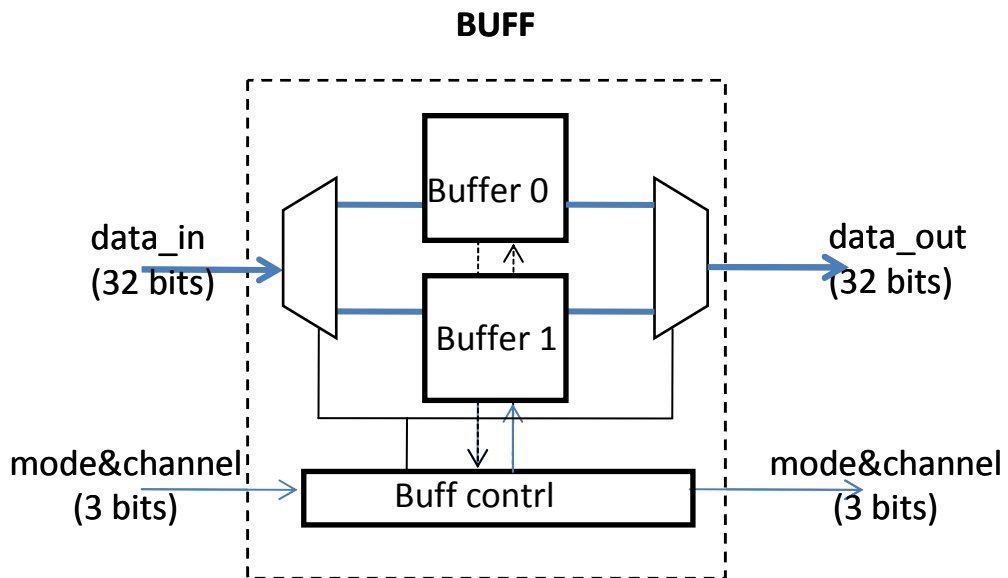 BUFF
Buffer 0
data_in
(32 bits)
data_out
(32 bits)
Buffer 1
mode&channel
(3 bits)
Buff contrl
mode&channel
(3 bits)